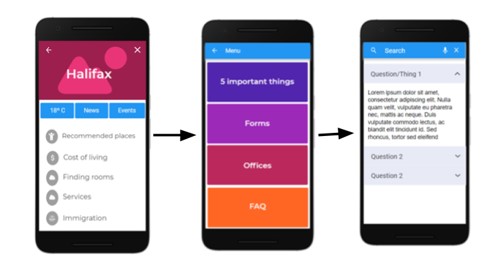 Halifax
18° C News Events
Recommended places
Cost of living
Finding rooms
Services
Immigration
Menu
5 important things
Forms
Offices
FAQ
Search
Question/Thing 1
Lorem ipsum dolor sit amet,
consectetur adipiscing elit. Nulla
quam velit, vulputate eu pharetra
nec, mattis ac neque. Duis
vulputate commodo lectus, ac
blandit elit tincidunt id. Sed
rhoncus, tortor sed eleifend
Question 2
Question 2